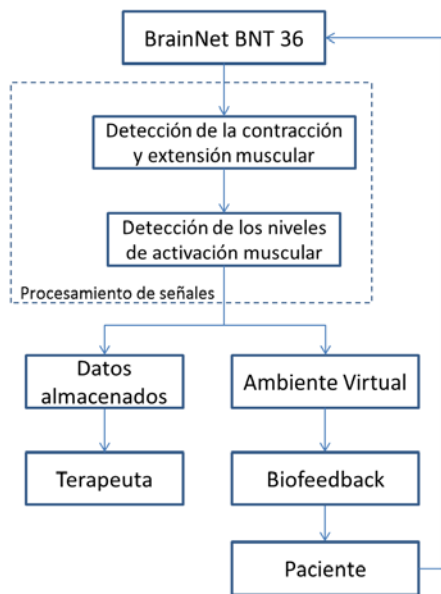 BrainNet BNT 36
Detección de la contracción
y extensión muscular
Detección de los niveles
de activación muscular
Procesamiento de señales
Datos
almacenados
Ambiente Virtual
Terapeuta
Biofeedback
Paciente